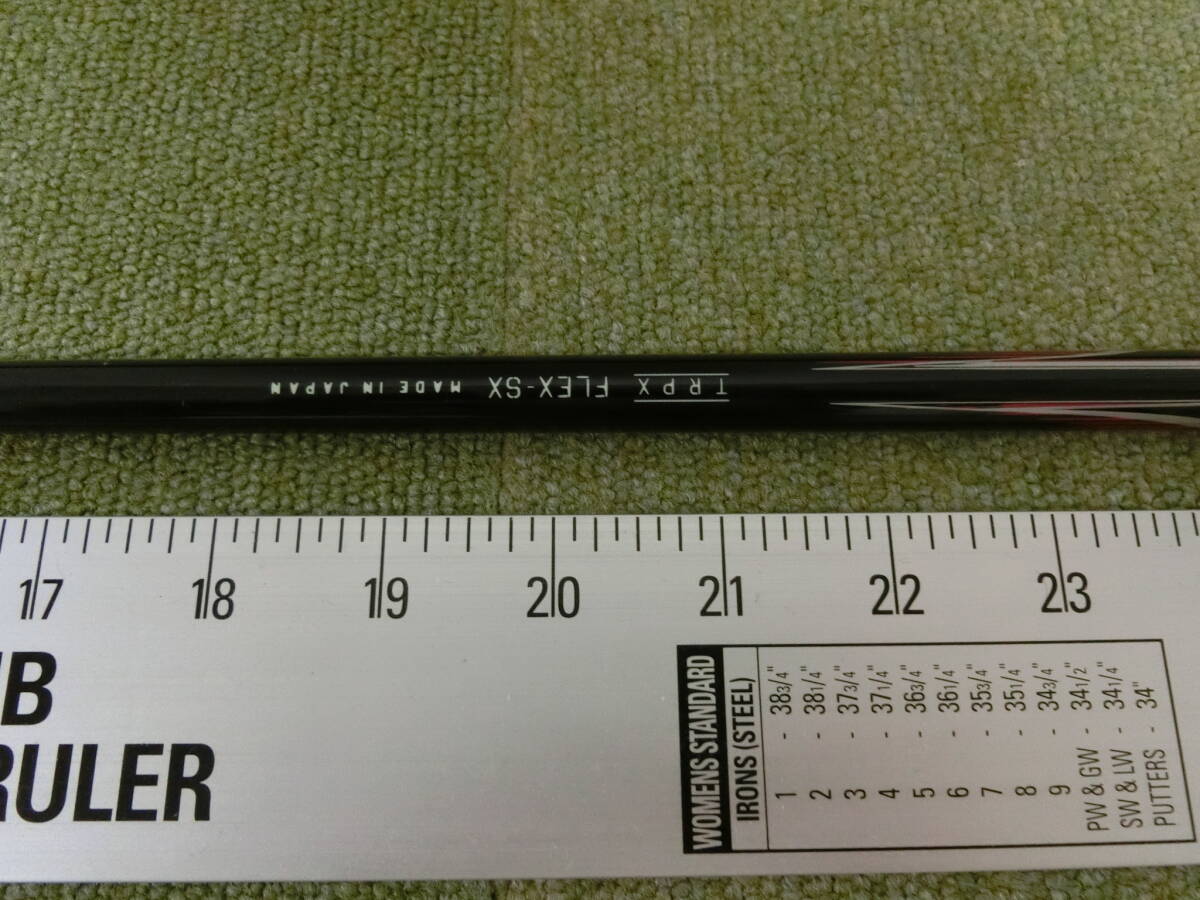 TRPX FLEX-SX MADE IN JAPAN
17 18 19 20 21 22 23
RULER
WOMENS STANDARD
IRONS (STEEL)
1 - 38 3/4"
2 - 38 1/4"
3 - 37 3/4"
4 - 37 1/4"
5 - 36 3/4"
6 - 36 1/4"
7 - 35 3/4"
8 - 35 1/4"
9 - 34 3/4"
PW & GW - 34 1/2"
SW & LW - 34 1/4"
PUTTERS - 34"